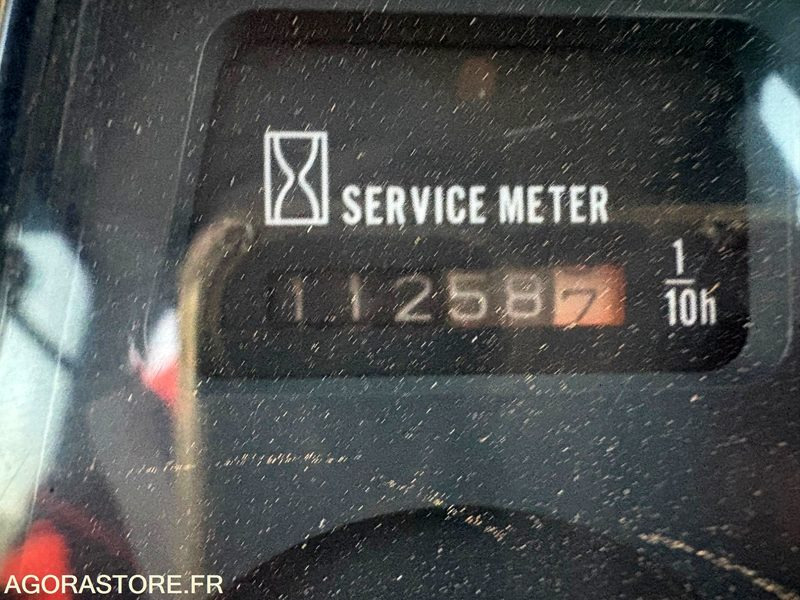 SERVICE METER
112587
1
10h
AGORASTORE.FR